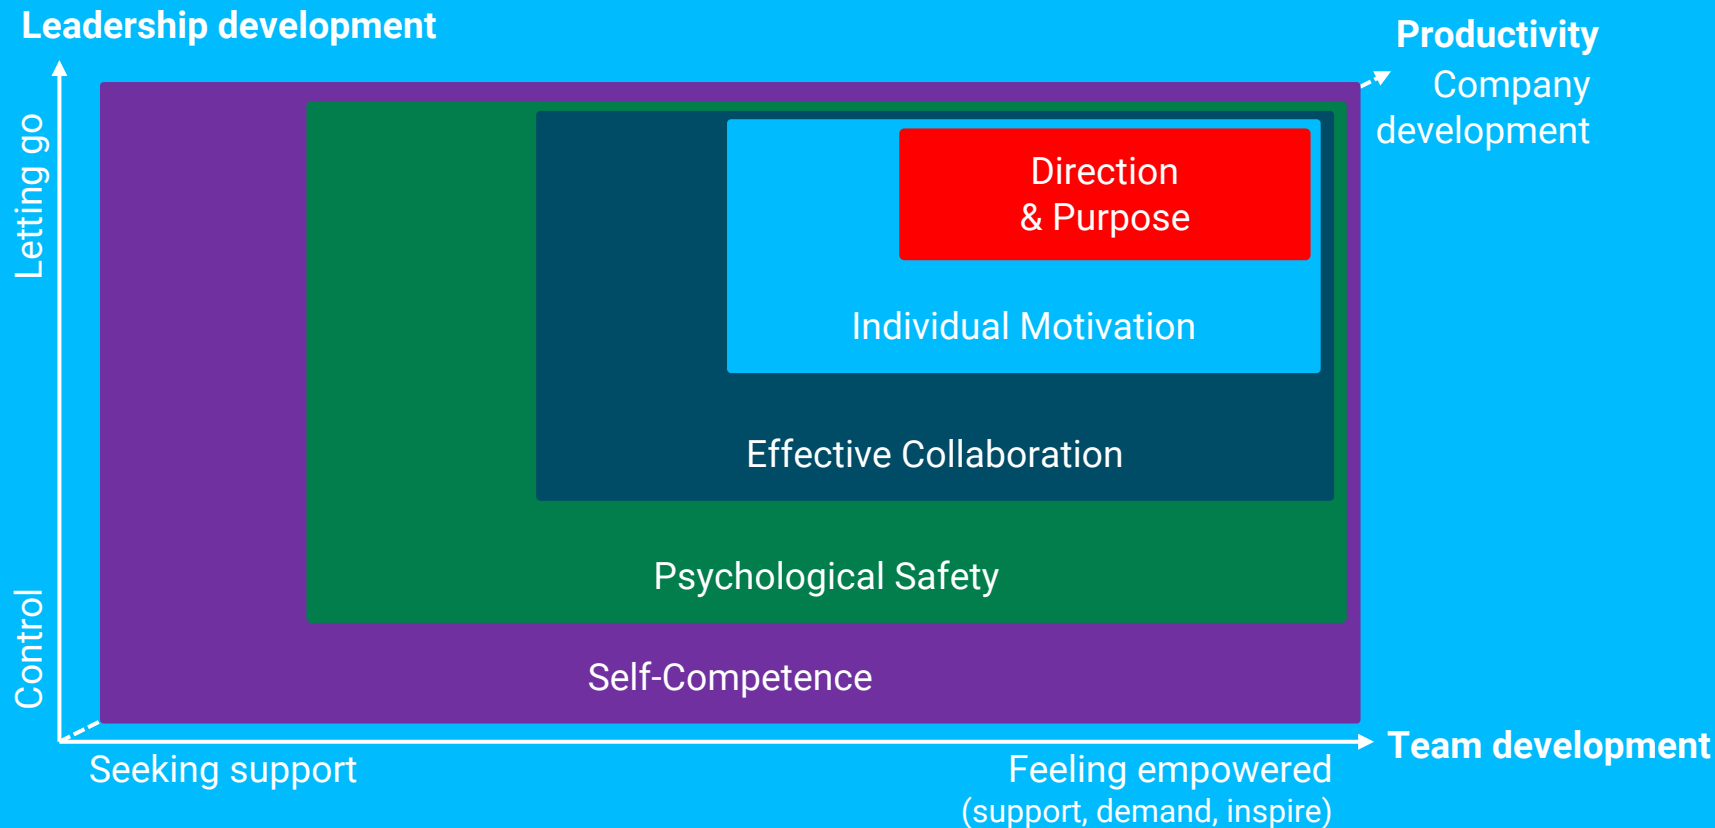 Leadership development
Productivity
Company
development
Letting go
Control
Direction
& Purpose
Individual Motivation
Effective Collaboration
Psychological Safety
Self-Competence
Team development
Seeking support
Feeling empowered
(support, demand, inspire)